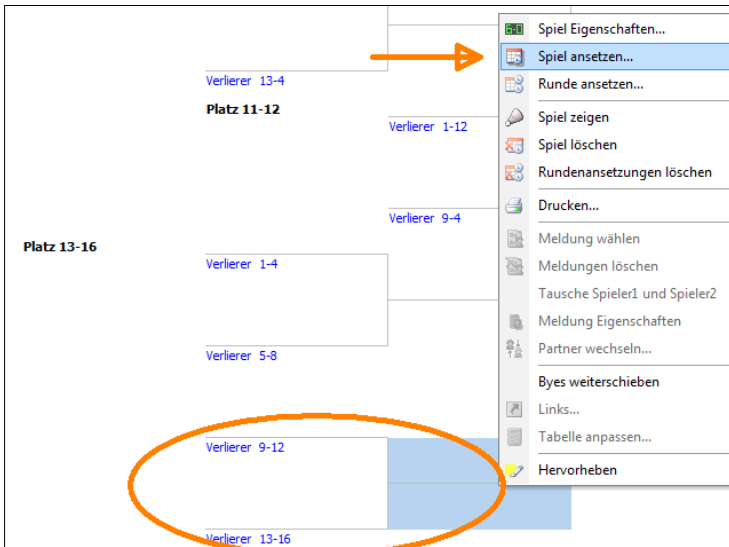 Verlierer 13-4
Platz 11-12
Verlierer 1-12
Verlierer 9-4
Platz 13-16
Verlierer 1-4
Verlierer 5-8
Verlierer 9-12
Verlierer 13-16
6-0
Spiel Eigenschaften...
Spiel ansetzen...
Runde ansetzen...
Spiel zeigen
Spiel löschen
Rundenansetzungen löschen
Drucken...
Meldung wählen
Meldungen löschen
Tausche Spieler1 und Spieler2
Meldung Eigenschaften
Partner wechseln...
Byes weiterschieben
Links...
Tabelle anpassen...
Hervorheben